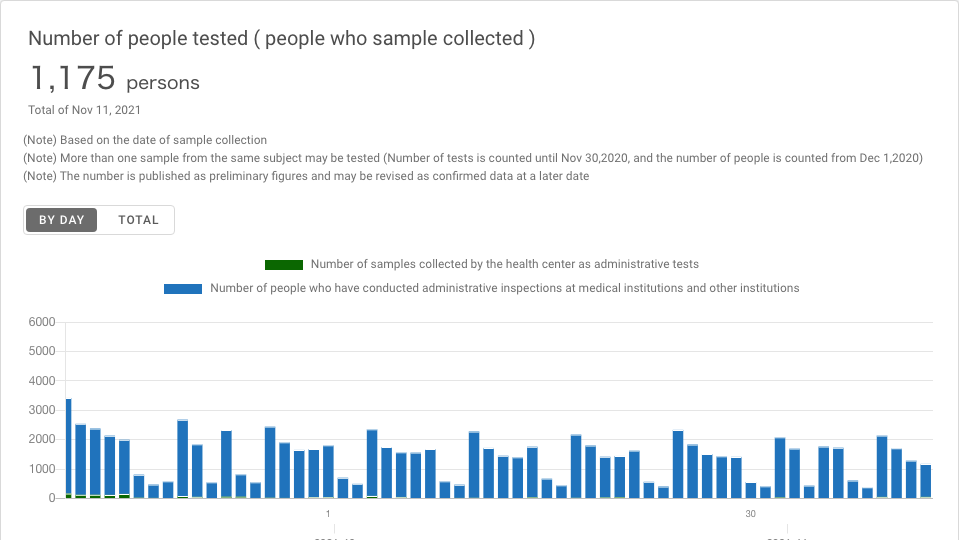 Number of people tested ( people who sample collected )
1,175 persons
Total of Nov 11, 2021
(Note) Based on the date of sample collection
(Note) More than one sample from the same subject may be tested (Number of tests is counted until Nov 30,2020, and the number of people is counted from Dec 1,2020)
(Note) The number is published as preliminary figures and may be revised as confirmed data at a later date
BY DAY TOTAL
Number of samples collected by the health center as administrative tests
Number of people who have conducted administrative inspections at medical institutions and other institutions
6000
5000
4000
3000
2000
1000
0
1 30